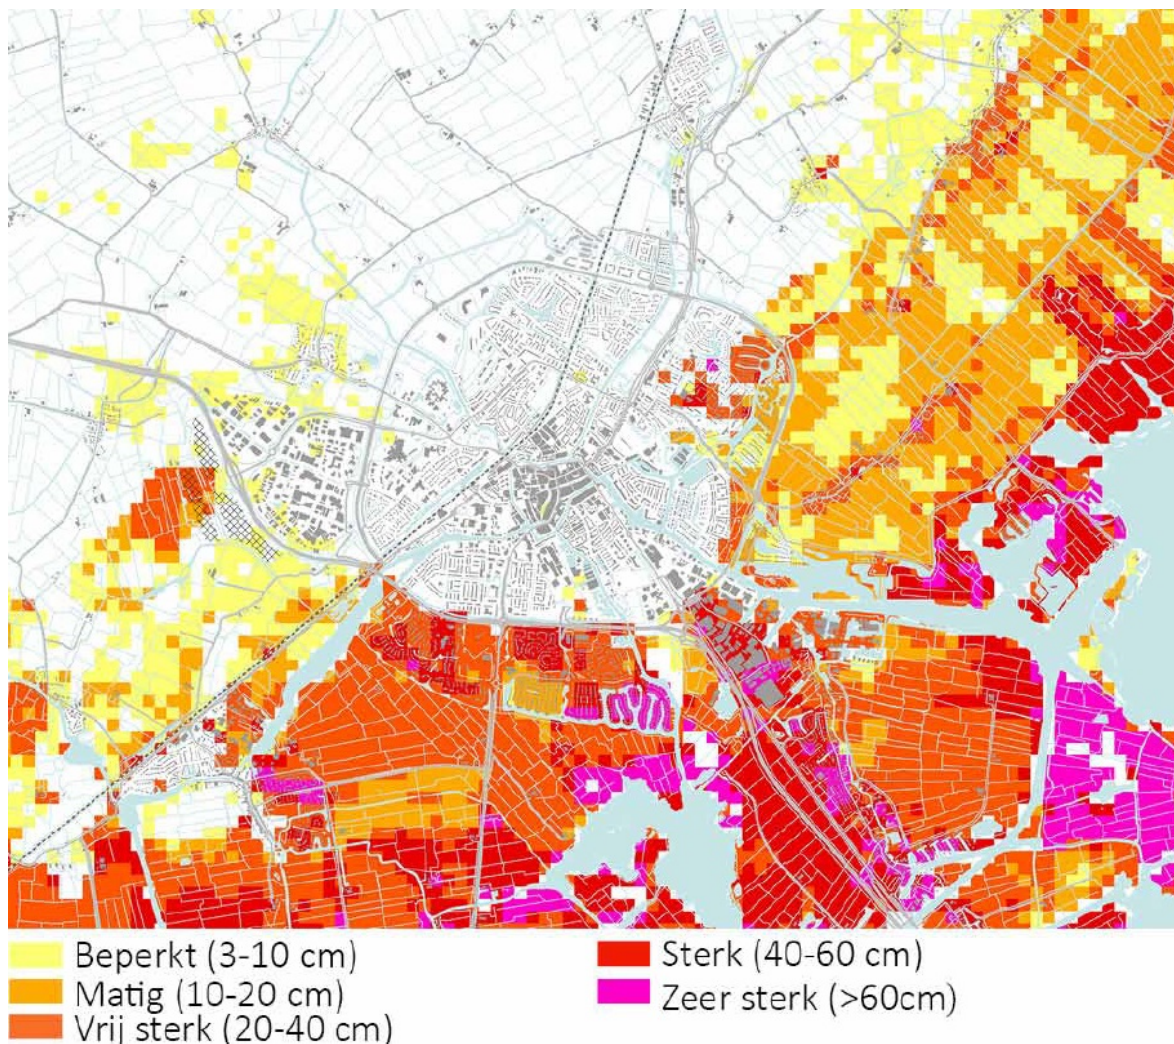 Beperkt (3-10 cm)
Matig (10-20 cm)
Vrij sterk (20-40 cm)
Sterk (40-60 cm)
Zeer sterk (>60cm)